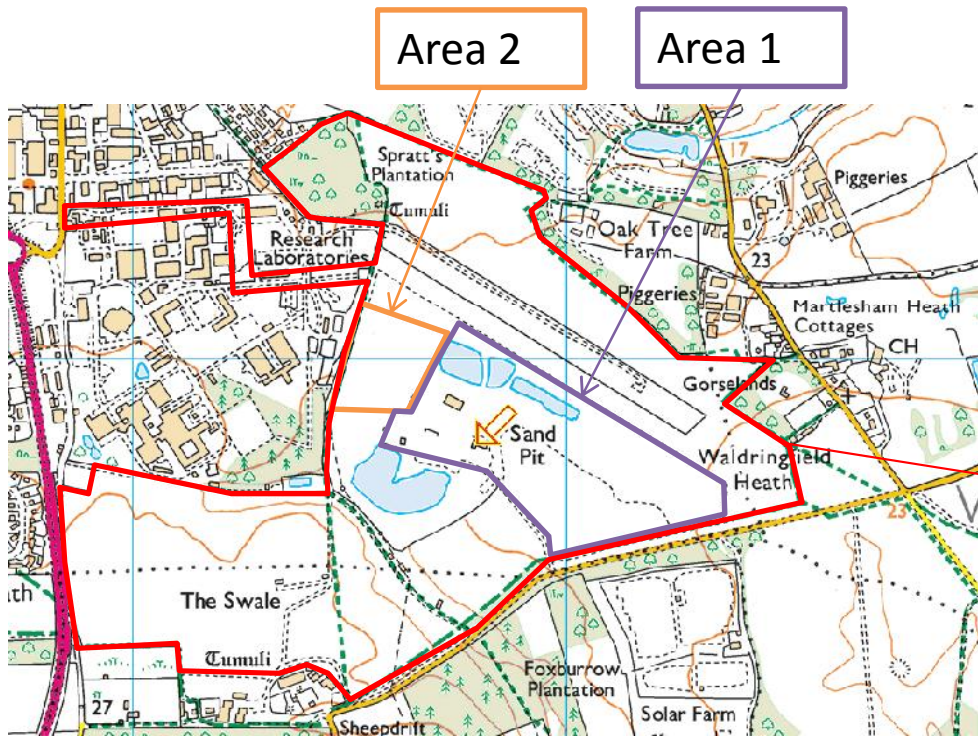 Area 2
Area 1
Spratt's
Plantation
Tumuli
Research
Laboratories
17
Piggeries
Oak Tree
Farm
Piggeries
23
Martlesham Heath
Cottages
CH
Gorselands
Sand
Pit
Waldringfield
Heath
23
ath
The Swale
Tumuli
27
Foxburrow
Plantation
Solar Farm
Sheepdrift